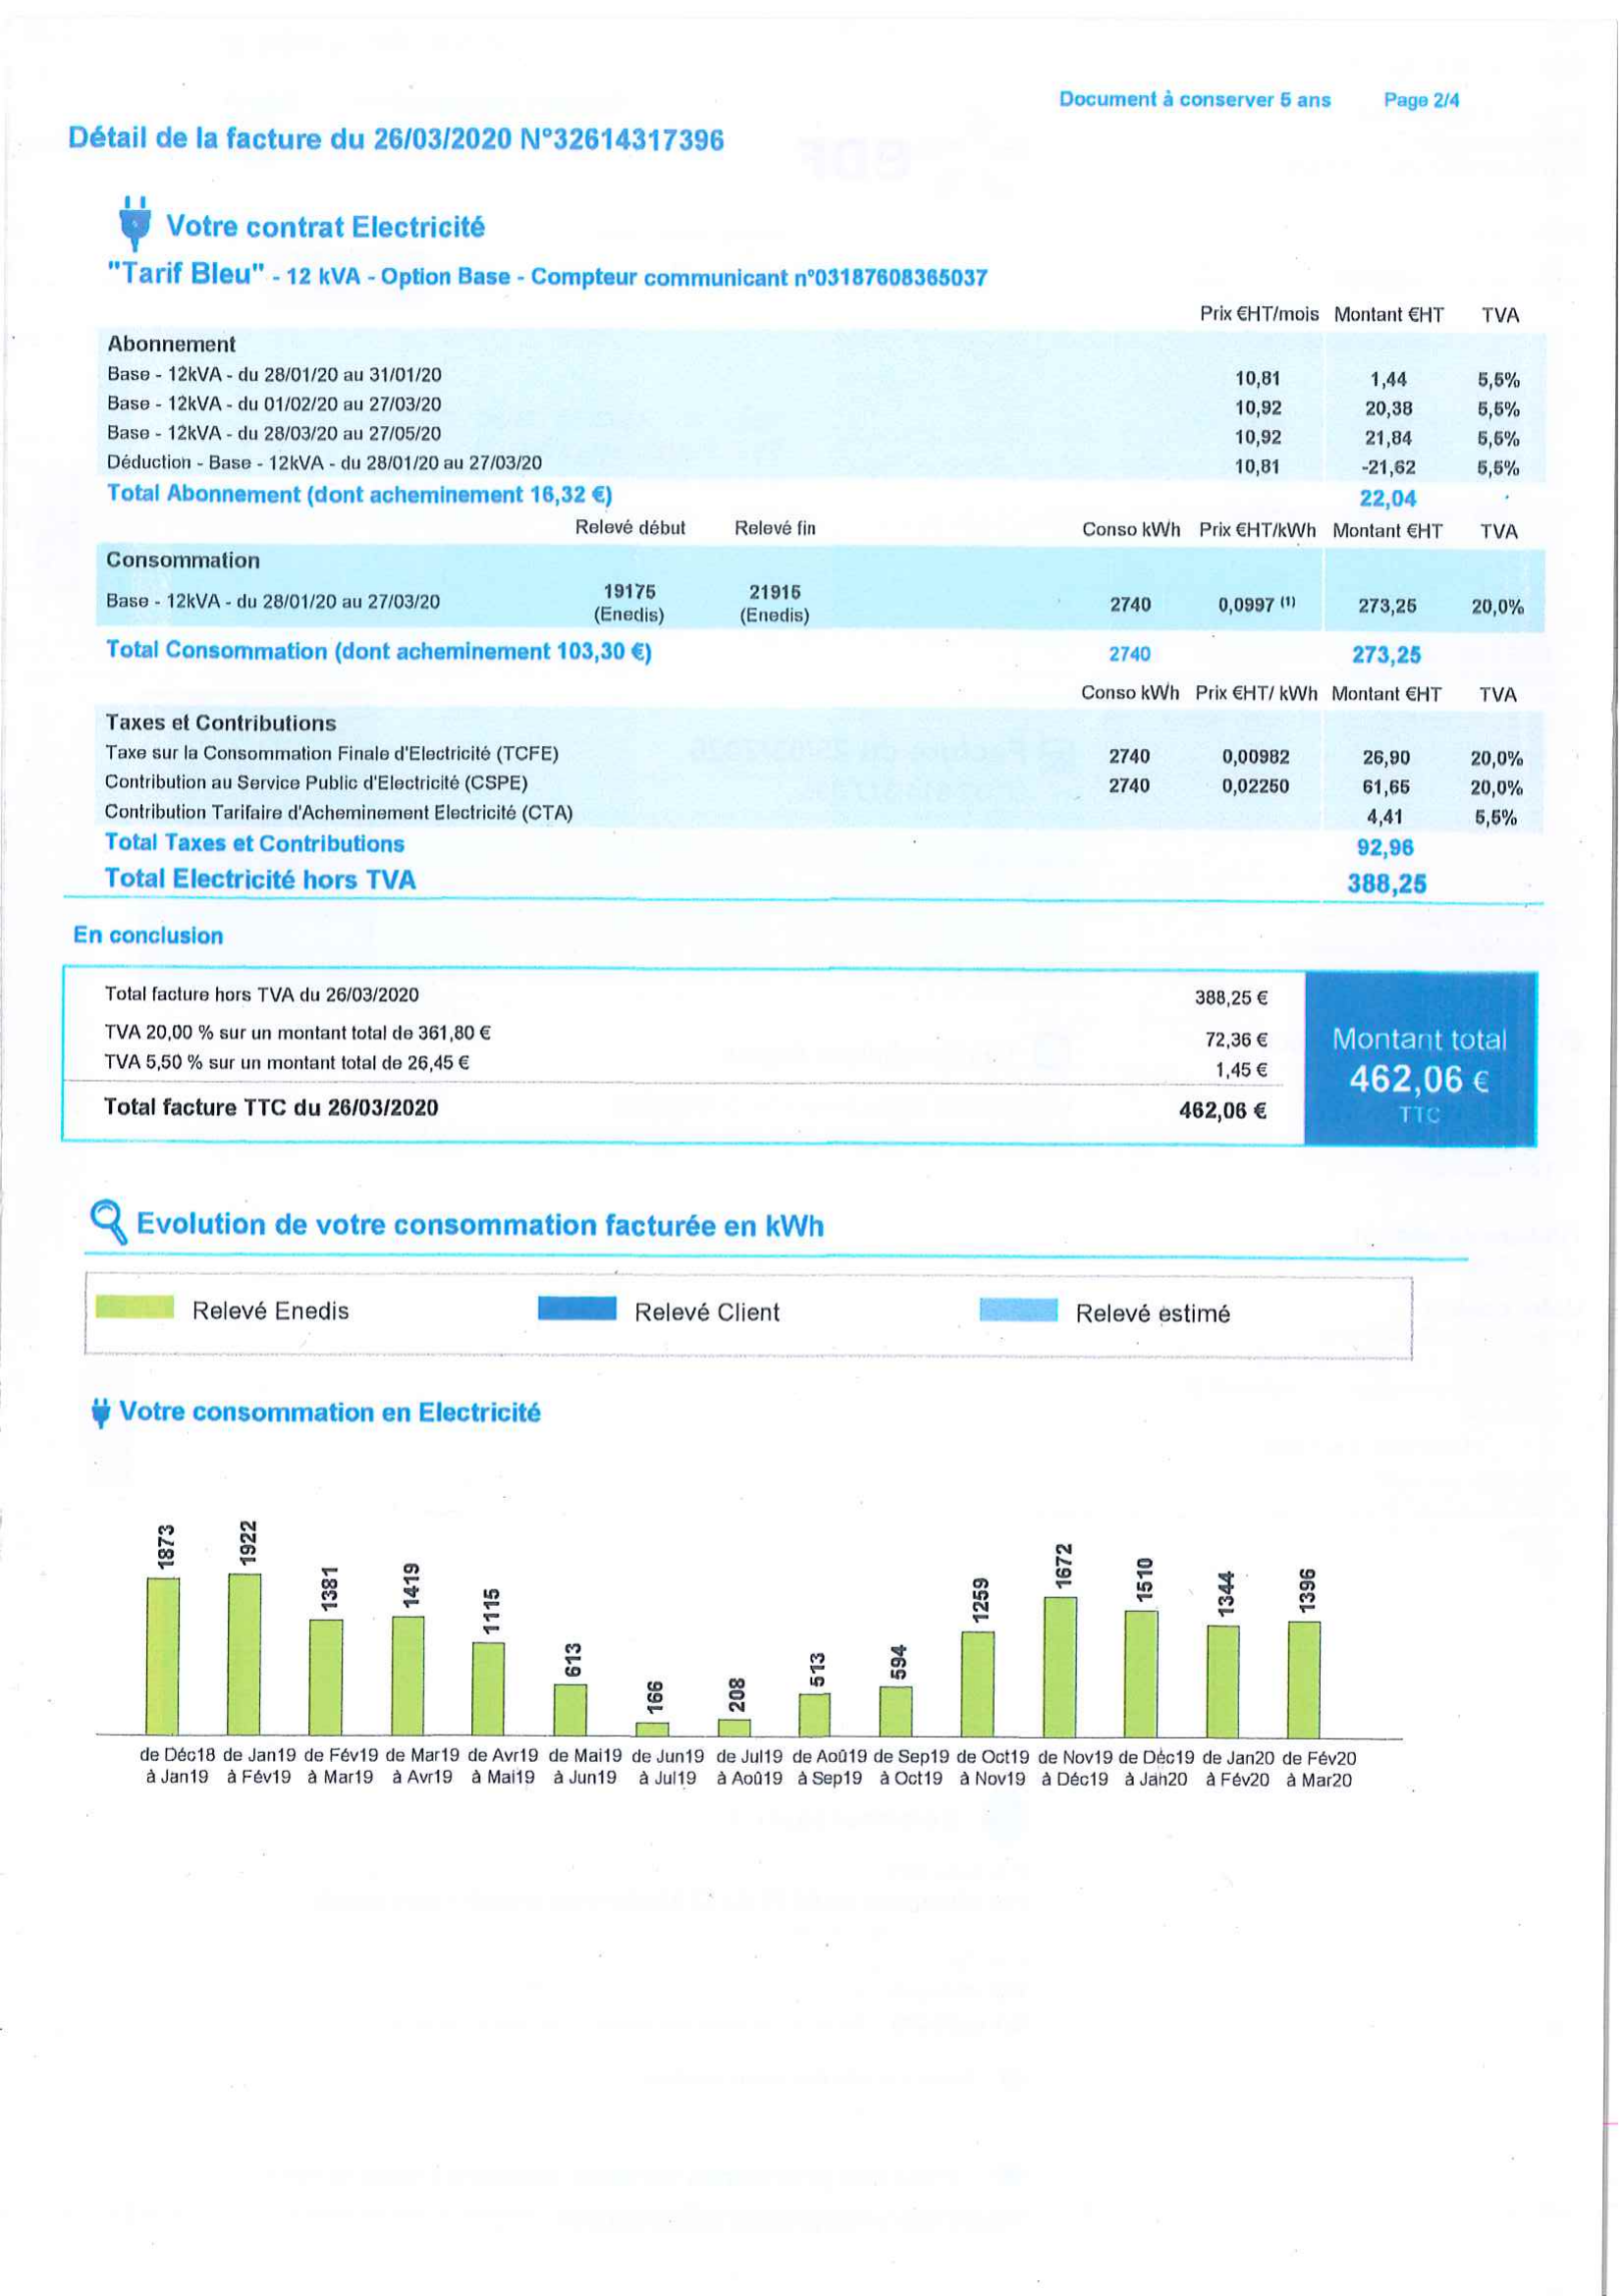 Document à conserver 5 ans Page 2/4
Détail de la facture du 26/03/2020 N°32614317396
Votre contrat Electricité
"Tarif Bleu" - 12 kVA - Option Base - Compteur communicant n°03187608365037
Prix €HT/mois Montant €HT TVA
Abonnement
Base - 12kVA - du 28/01/20 au 31/01/20 10,81 1,44 5,5%
Base - 12kVA - du 01/02/20 au 27/03/20 10,92 20,38 5,5%
Base - 12kVA - du 28/03/20 au 27/05/20 10,92 21,84 5,5%
Déduction - Base - 12kVA - du 28/01/20 au 27/03/20 10,81 -21,62 5,5%
Total Abonnement (dont acheminement 16,32 €) 22,04
Relevé début Relevé fin Conso kWh Prix €HT/kWh Montant €HT TVA
Consommation
Base - 12kVA - du 28/01/20 au 27/03/20 19175 21915 2740 0,0997 (1) 273,25 20,0%
(Enedis) (Enedis)
Total Consommation (dont acheminement 103,30 €) 2740 273,25
Conso kWh Prix €HT/ kWh Montant €HT TVA
Taxes et Contributions
Taxe sur la Consommation Finale d'Electricité (TCFE) 2740 0,00982 26,90 20,0%
Contribution au Service Public d'Electricité (CSPE) 2740 0,02250 61,65 20,0%
Contribution Tarifaire d'Acheminement Electricité (CTA) 4,41 5,5%
Total Taxes et Contributions 92,96
Total Electricité hors TVA 388,25
En conclusion
Total facture hors TVA du 26/03/2020 388,25 €
TVA 20,00 % sur un montant total de 361,80 € 72,36 €
TVA 5,50 % sur un montant total de 26,45 € 1,45 €
Total facture TTC du 26/03/2020 462,06 €
Montant total
462,06 €
TTC
Evolution de votre consommation facturée en kWh
Relevé Enedis Relevé Client Relevé estimé
Votre consommation en Electricité
1873 1922 1381 1419 1115 613 166 208 513 594 1259 1672 1510 1344 1396
de Déc18 de Jan19 de Fév19 de Mar19 de Avr19 de Mai19 de Jun19 de Jul19 de Aoû19 de Sep19 de Oct19 de Nov19 de Déc19 de Jan20 de Fév20
à Jan19 à Fév19 à Mar19 à Avr19 à Mai19 à Jun19 à Jul19 à Aoû19 à Sep19 à Oct19 à Nov19 à Déc19 à Jan20 à Fév20 à Mar20